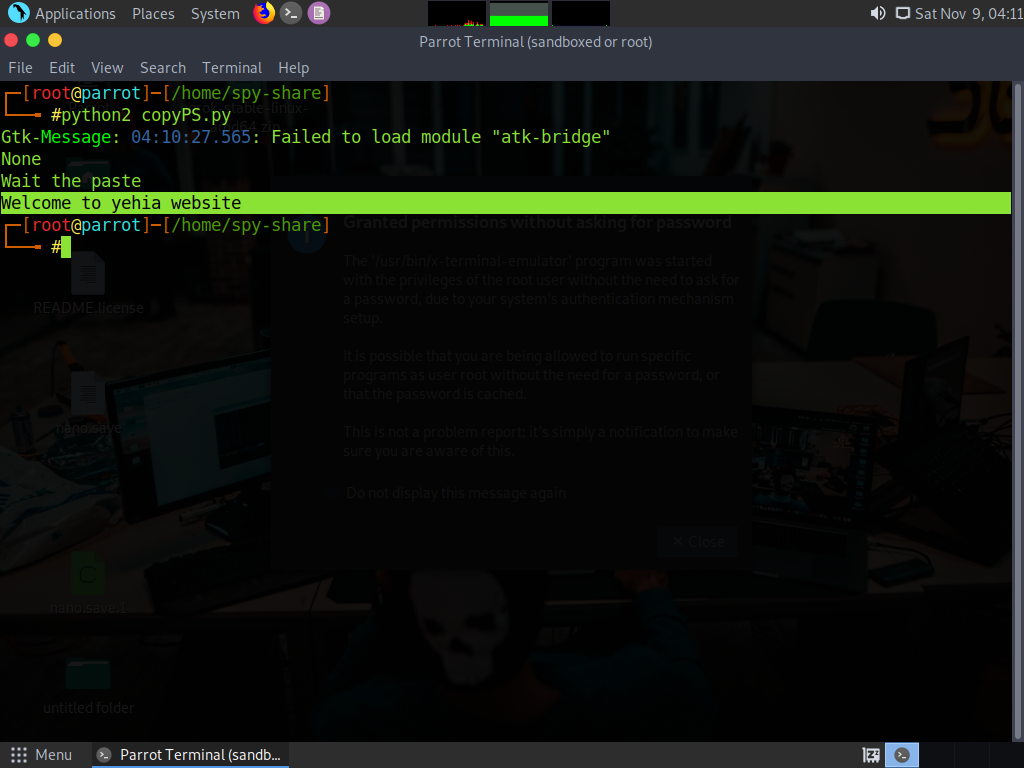 Applications Places System
Sat Nov 9, 04:11
Parrot Terminal (sandboxed or root)
File Edit View Search Terminal Help
┌─[root@parrot]─[/home/spy-share]
└──╼ #python2 copyPS.py
Gtk-Message: 04:10:27.565: Failed to load module "atk-bridge"
None
Wait the paste
Welcome to yehia website
┌─[root@parrot]─[/home/spy-share]
└──╼ #
Granted permissions without asking for password
The '/usr/bin/x-terminal-emulator' program was started
with the privileges of the root user without the need to ask for
a password, due to your system's authentication mechanism
setup.
It is possible that you are being allowed to run specific
programs as user root without the need for a password, or
that the password is cached.
This is not a problem report: it's simply a notification to make
sure you are aware of this.
Do not display this message again
× Close
README.license
nano.save
nano.save.1
untitled folder
Menu
Parrot Terminal (sandb...